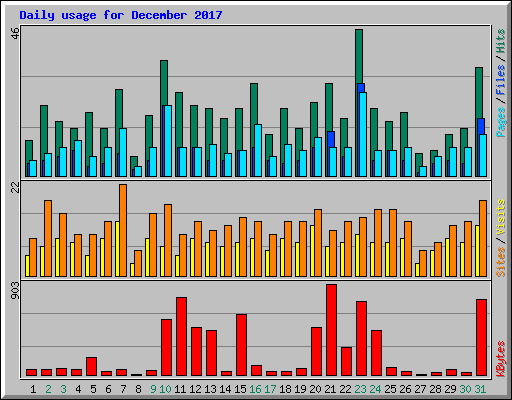 Daily usage for December 2017
46
22
903
Pages / Files / Hits
Sites / Visits
KBytes
1 2 3 4 5 6 7 8 9 10 11 12 13 14 15 16 17 18 19 20 21 22 23 24 25 26 27 28 29 30 31